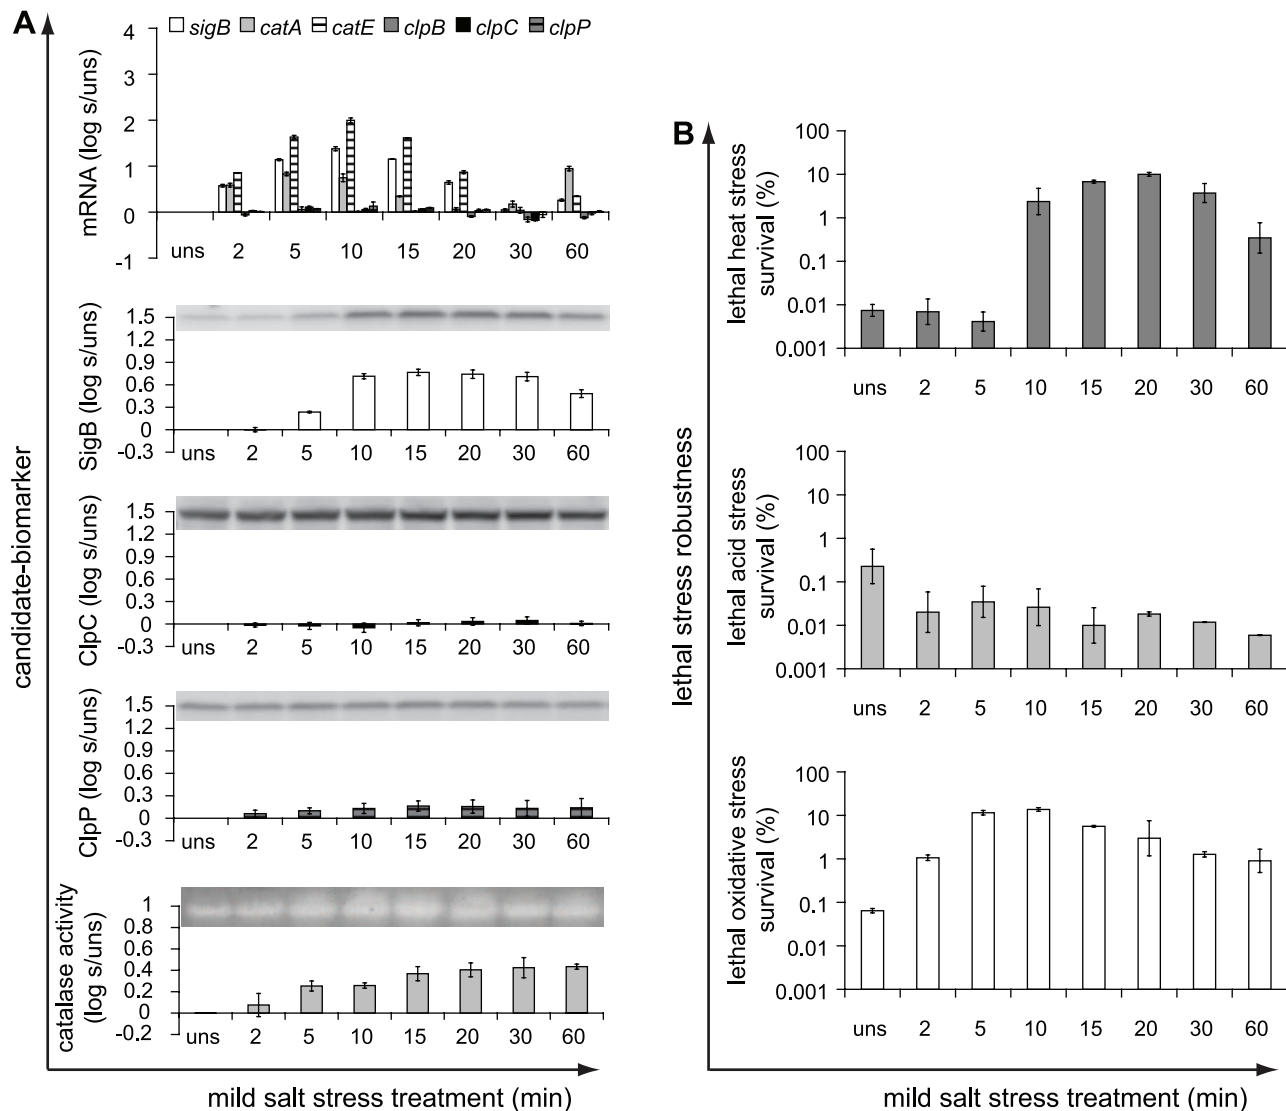 A
sigB catA catE clpB clpC clpP
mRNA (log s/uns)
4
3
2
1
0
-1
uns 2 5 10 15 20 30 60
SigB (log s/uns)
1.5
1.2
0.9
0.6
0.3
0
-0.3
uns 2 5 10 15 20 30 60
ClpC (log s/uns)
1.5
1.2
0.9
0.6
0.3
0
-0.3
uns 2 5 10 15 20 30 60
ClpP (log s/uns)
1.5
1.2
0.9
0.6
0.3
0
-0.3
uns 2 5 10 15 20 30 60
catalase activity
(log s/uns)
1
0.8
0.6
0.4
0.2
0
-0.2
uns 2 5 10 15 20 30 60
candidate-biomarker
mild salt stress treatment (min)
B
lethal heat stress
survival (%)
100
10
1
0.1
0.01
0.001
uns 2 5 10 15 20 30 60
lethal acid stress
survival (%)
100
10
1
0.1
0.01
0.001
uns 2 5 10 15 20 30 60
lethal oxidative stress
survival (%)
100
10
1
0.1
0.01
0.001
uns 2 5 10 15 20 30 60
lethal stress robustness
mild salt stress treatment (min)